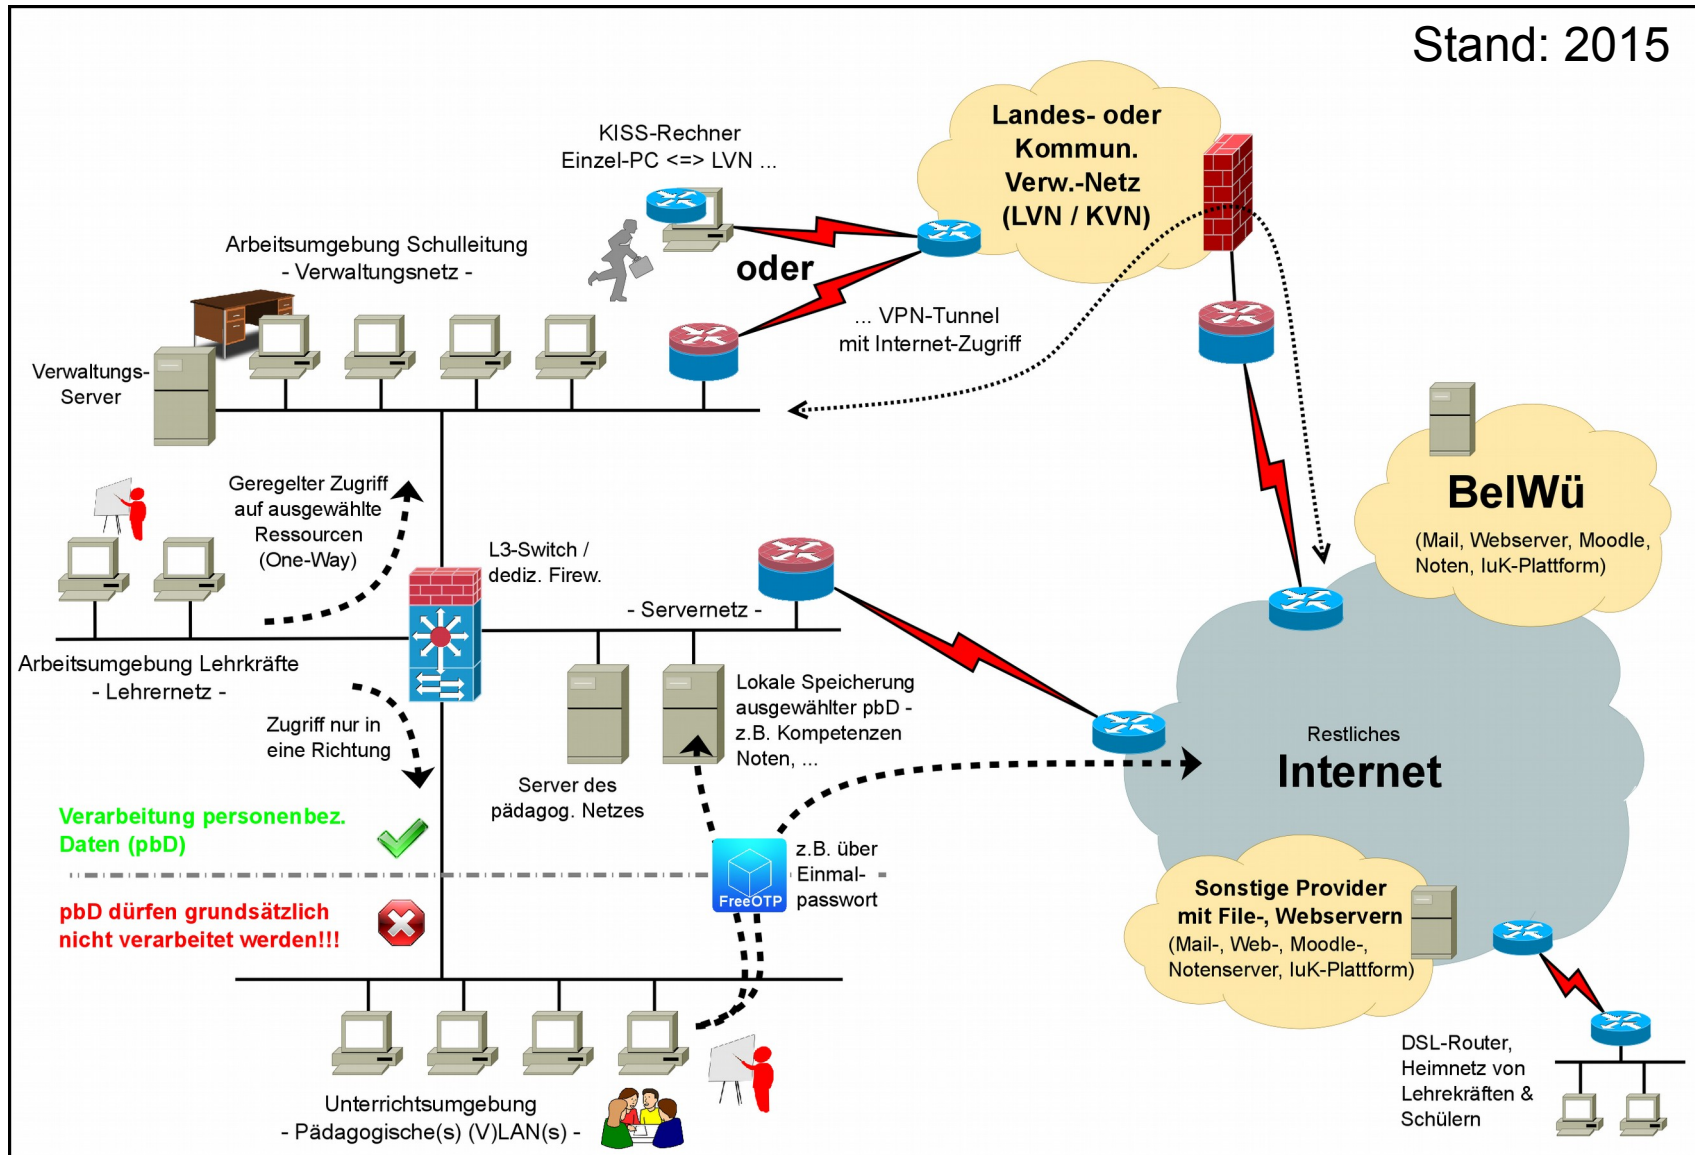 Stand: 2015
Landes- oder
Kommun.
Verw.-Netz
(LVN / KVN)
KISS-Rechner
Einzel-PC <=> LVN ...
Arbeitsumgebung Schulleitung
- Verwaltungsnetz -
oder
... VPN-Tunnel
mit Internet-Zugriff
Verwaltungs-
Server
Geregelter Zugriff
auf ausgewählte
Ressourcen
(One-Way)
L3-Switch /
dediz. Firew.
BelWü
(Mail, Webserver, Moodle,
Noten, IuK-Plattform)
- Servernetz -
Arbeitsumgebung Lehrkräfte
- Lehrernetz -
Zugriff nur in
eine Richtung
Lokale Speicherung
ausgewählter pbD -
z.B. Kompetenzen
Noten, ...
Server des
pädagog. Netzes
Restliches
Internet
Verarbeitung personenbez.
Daten (pbD)
z.B. über
Einmal-
passwort
FreeOTP
pbD dürfen grundsätzlich
nicht verarbeitet werden!!!
Sonstige Provider
mit File-, Webservern
(Mail-, Web-, Moodle-,
Notenserver, IuK-Plattform)
DSL-Router,
Heimnetz von
Lehrekräften &
Schülern
Unterrichtsumgebung
- Pädagogische(s) (V)LAN(s) -